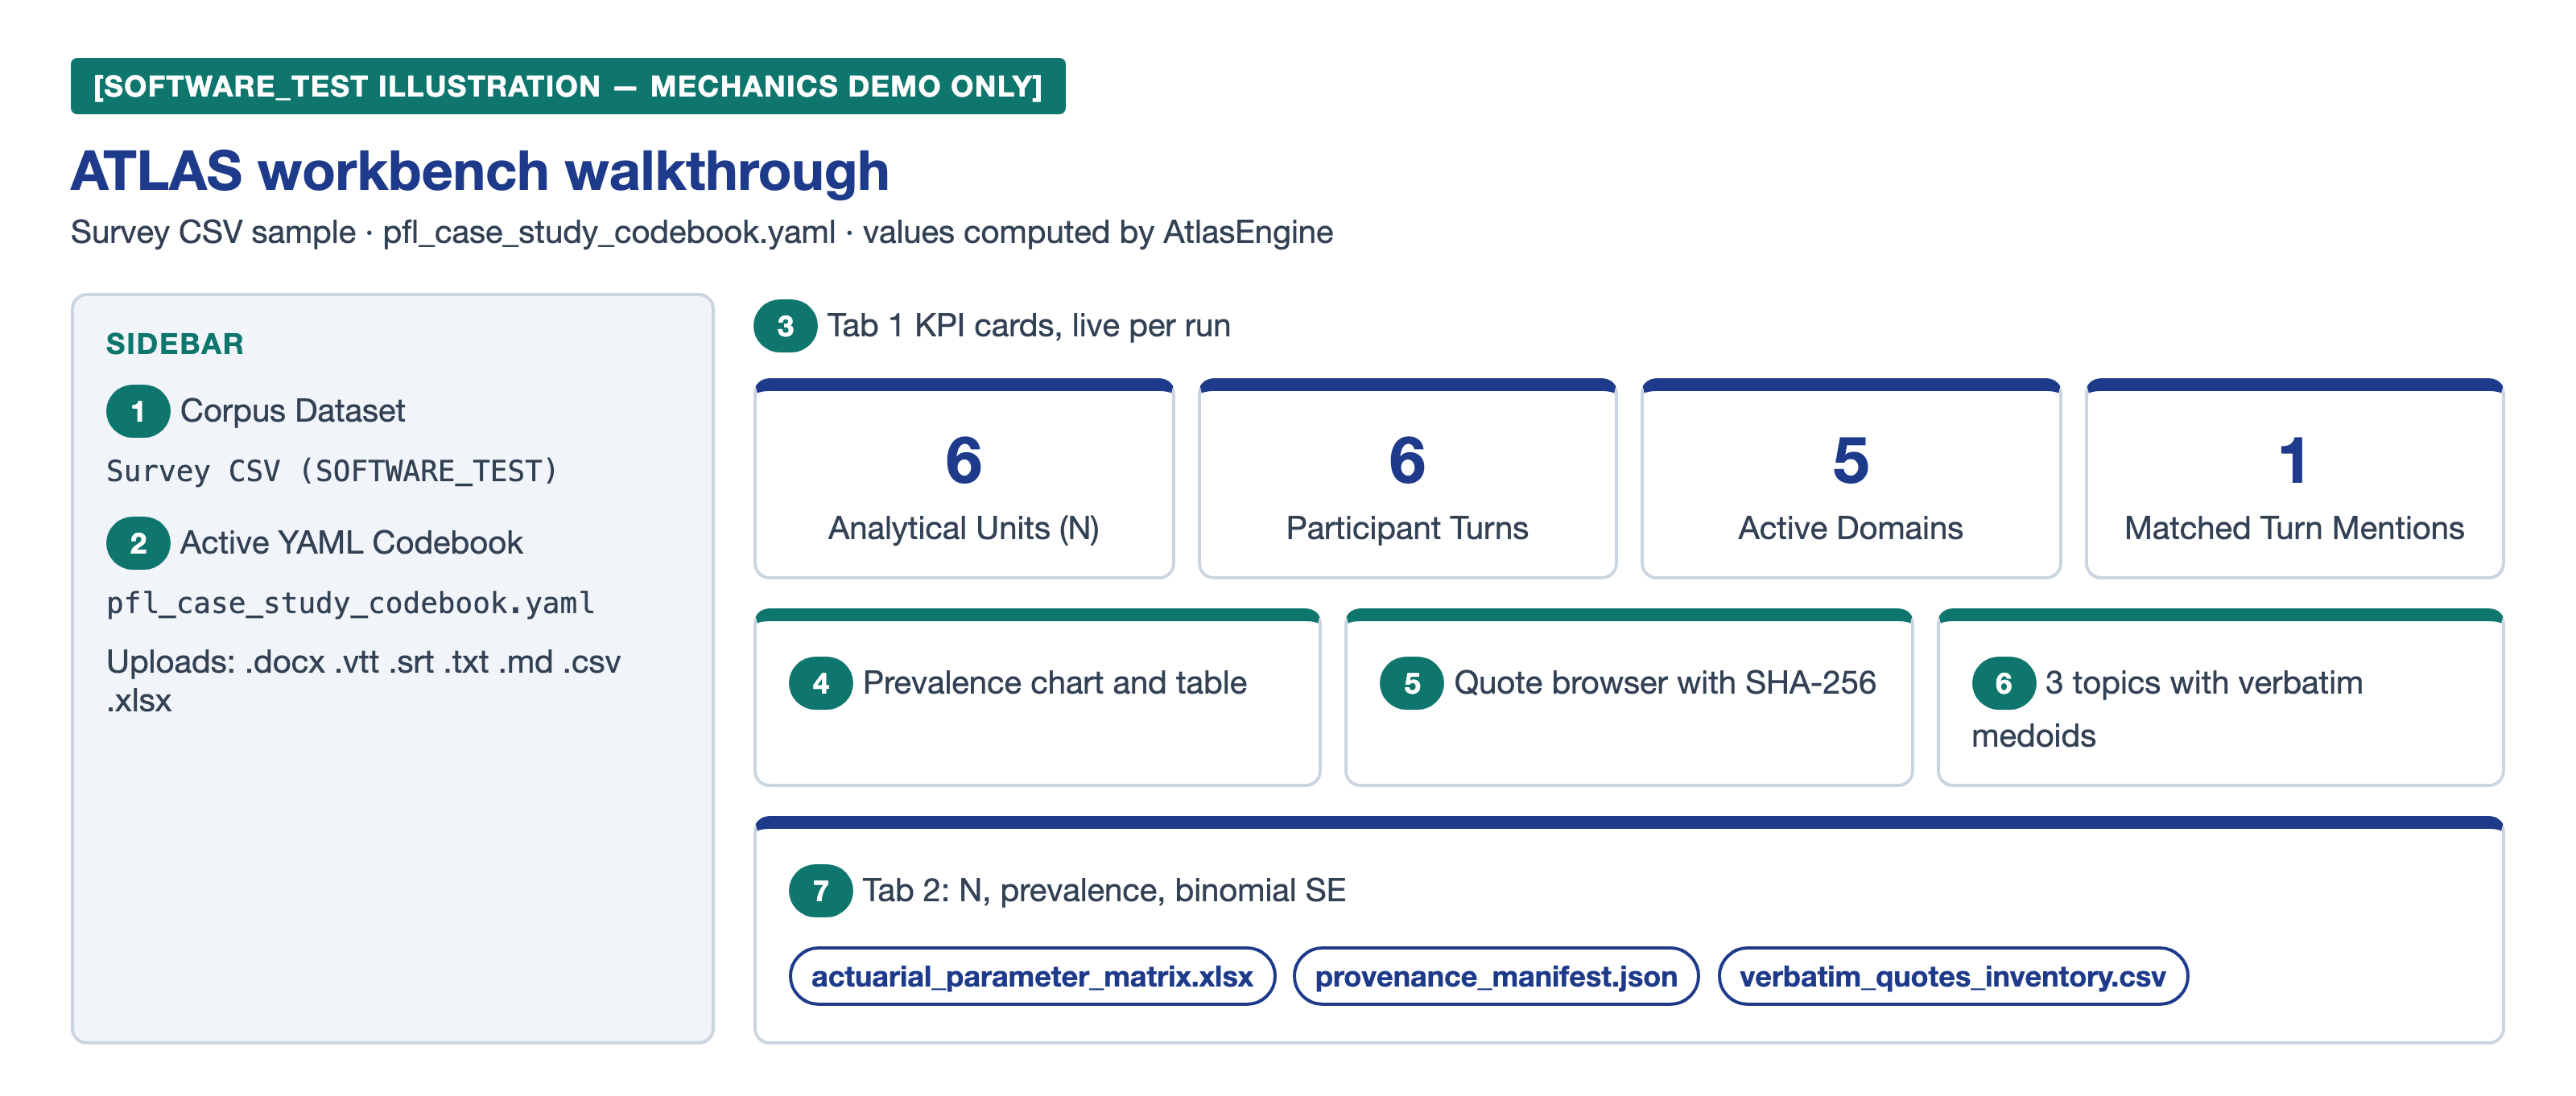 [SOFTWARE_TEST ILLUSTRATION — MECHANICS DEMO ONLY]
ATLAS workbench walkthrough
Survey CSV sample · pfl_case_study_codebook.yaml · values computed by AtlasEngine
SIDEBAR
1 Corpus Dataset
Survey CSV (SOFTWARE_TEST)
2 Active YAML Codebook
pfl_case_study_codebook.yaml
Uploads: .docx .vtt .srt .txt .md .csv
.xlsx
3 Tab 1 KPI cards, live per run
6
Analytical Units (N)
6
Participant Turns
5
Active Domains
1
Matched Turn Mentions
4 Prevalence chart and table
5 Quote browser with SHA-256
6 3 topics with verbatim
medoids
7 Tab 2: N, prevalence, binomial SE
actuarial_parameter_matrix.xlsx
provenance_manifest.json
verbatim_quotes_inventory.csv